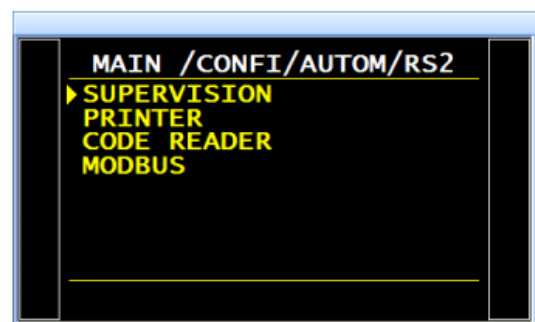 MAIN /CONFI/AUTOM/RS2
SUPERVISION
PRINTER
CODE READER
MODBUS